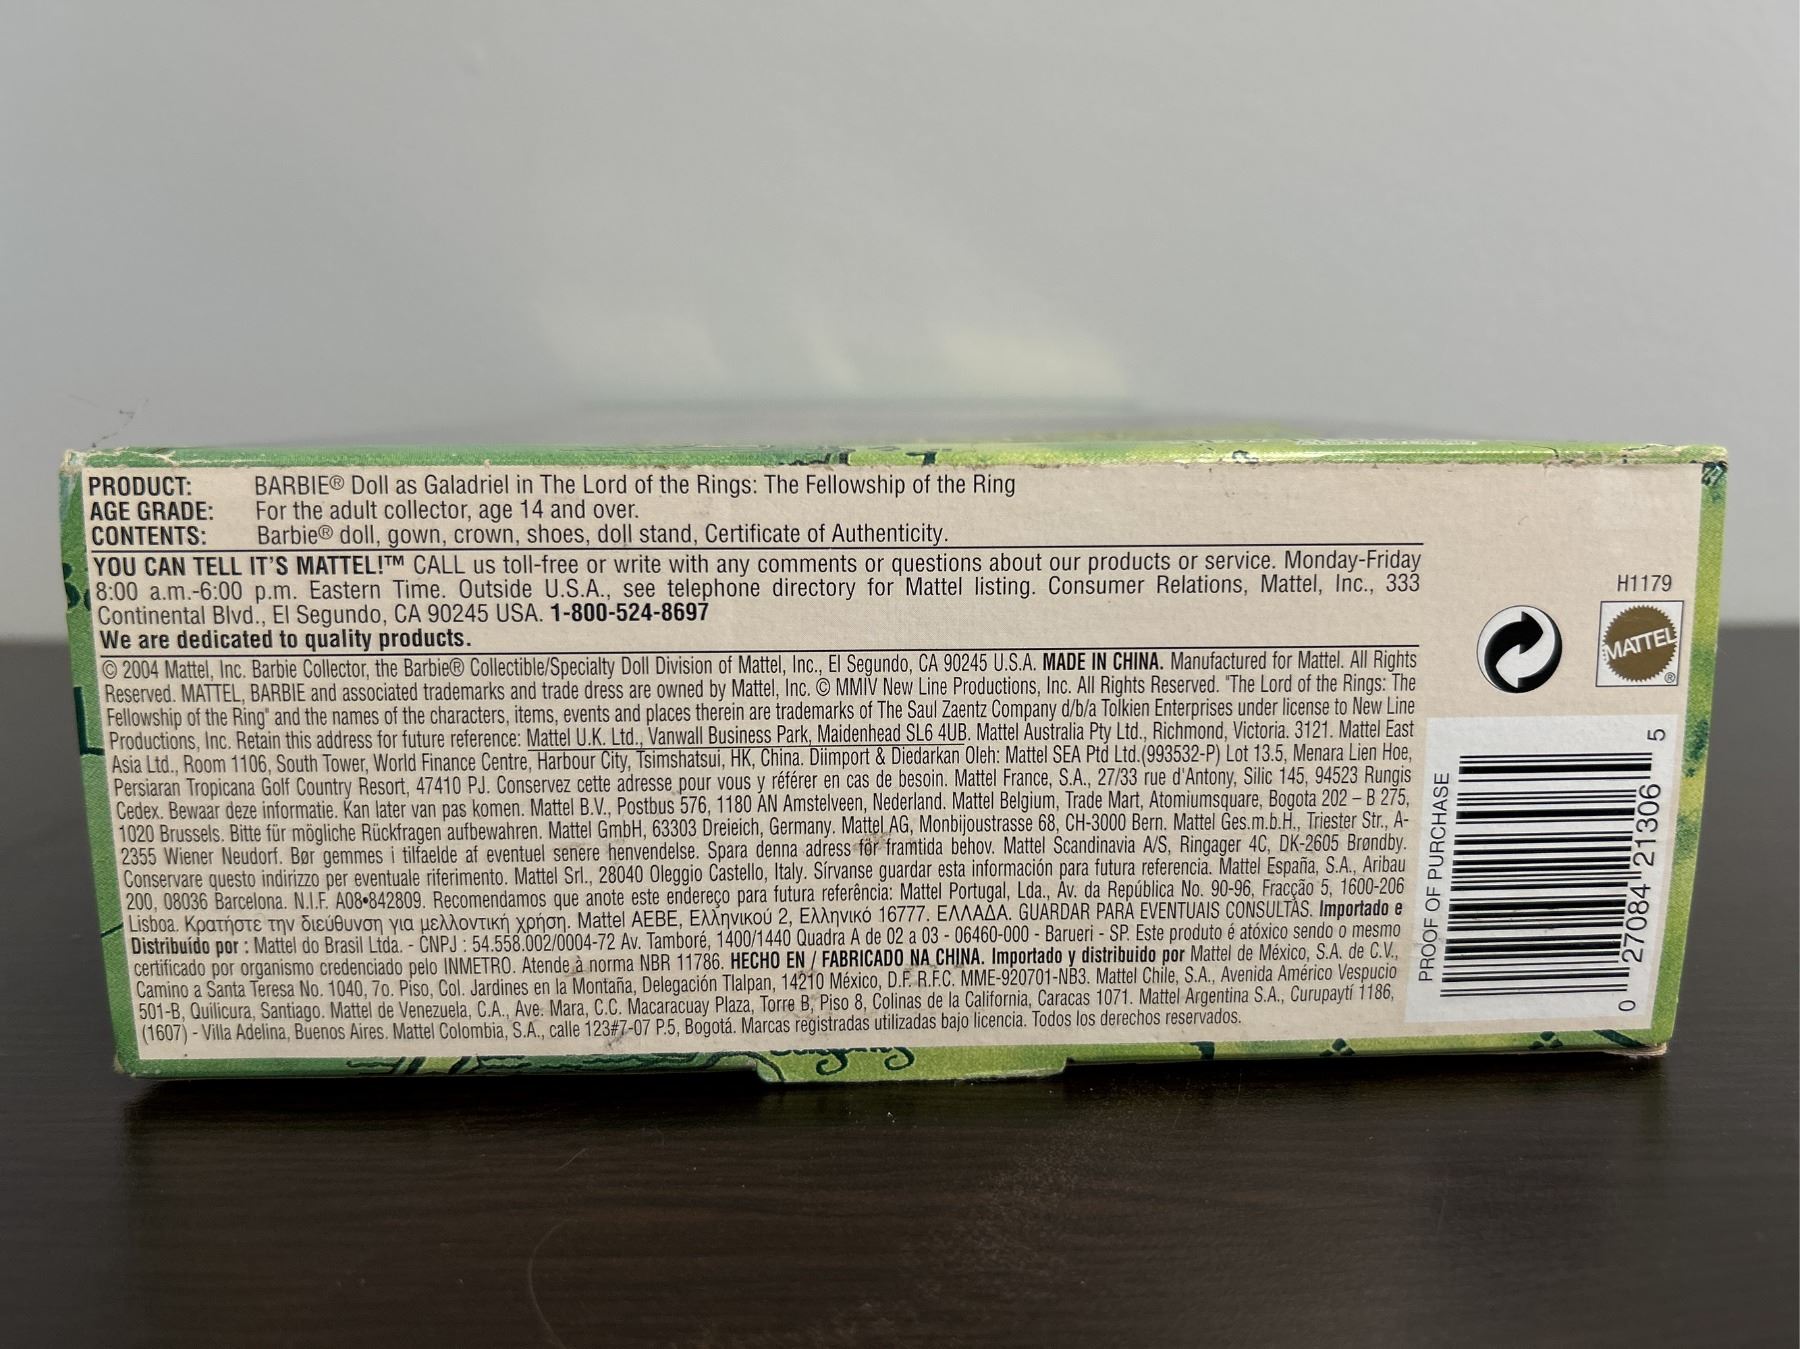 PRODUCT: BARBIE® Doll as Galadriel in The Lord of the Rings: The Fellowship of the Ring
AGE GRADE: For the adult collector, age 14 and over.
CONTENTS: Barbie® doll, gown, crown, shoes, doll stand, Certificate of Authenticity.
YOU CAN TELL IT'S MATTEL!™ CALL us toll-free or write with any comments or questions about our products or service. Monday-Friday
8:00 a.m.-6:00 p.m. Eastern Time. Outside U.S.A., see telephone directory for Mattel listing. Consumer Relations, Mattel, Inc., 333
Continental Blvd., El Segundo, CA 90245 USA. 1-800-524-8697
We are dedicated to quality products.
© 2004 Mattel, Inc. Barbie Collector, the Barbie® Collectible/Specialty Doll Division of Mattel, Inc., El Segundo, CA 90245 U.S.A. MADE IN CHINA. Manufactured for Mattel. All Rights
Reserved. MATTEL, BARBIE and associated trademarks and trade dress are owned by Mattel, Inc. © MMIV New Line Productions, Inc. All Rights Reserved. "The Lord of the Rings: The
Fellowship of the Ring" and the names of the characters, items, events and places therein are trademarks of The Saul Zaentz Company d/b/a Tolkien Enterprises under license to New Line
Productions, Inc. Retain this address for future reference: Mattel U.K. Ltd., Vanwall Business Park, Maidenhead SL6 4UB. Mattel Australia Pty Ltd., Richmond, Victoria. 3121. Mattel East
Asia Ltd., Room 1106, South Tower, World Finance Centre, Harbour City, Tsimshatsui, HK, China. Diimport & Diedarkan Oleh: Mattel SEA Ptd Ltd.(993532-P) Lot 13.5, Menara Lien Hoe,
Persiaran Tropicana Golf Country Resort, 47410 PJ. Conservez cette adresse pour vous y référer en cas de besoin. Mattel France, S.A., 27/33 rue d'Antony, Silic 145, 94523 Rungis
Cedex. Bewaar deze informatie. Kan later van pas komen. Mattel B.V., Postbus 576, 1180 AN Amstelveen, Nederland. Mattel Belgium, Trade Mart, Atomiumsquare, Bogota 202 – B 275,
1020 Brussels. Bitte für mögliche Rückfragen aufbewahren. Mattel GmbH, 63303 Dreieich, Germany. Mattel AG, Monbijoustrasse 68, CH-3000 Bern. Mattel Ges.m.b.H., Triester Str., A-
2355 Wiener Neudorf. Bør gemmes i tilfaelde af eventuel senere henvendelse. Spara denna adress för framtida behov. Mattel Scandinavia A/S, Ringager 4C, DK-2605 Brøndby.
Conservare questo indirizzo per eventuale riferimento. Mattel Srl., 28040 Oleggio Castello, Italy. Sírvanse guardar esta información para futura referencia. Mattel España, S.A., Aribau
200, 08036 Barcelona. N.I.F. A08•842809. Recomendamos que anote este endereço para futura referência: Mattel Portugal, Lda., Av. da República No. 90-96, Fracção 5, 1600-206
Lisboa. Κρατήστε την διεύθυνση για μελλοντική χρήση. Mattel AEBE, Ελληνικού 2, Ελληνικό 16777. ΕΛΛΑΔΑ. GUARDAR PARA EVENTUAIS CONSULTAS. Importado e
Distribuído por : Mattel do Brasil Ltda. - CNPJ : 54.558.002/0004-72 Av. Tamboré, 1400/1440 Quadra A de 02 a 03 - 06460-000 - Barueri - SP. Este produto é atóxico sendo o mesmo
certificado por organismo credenciado pelo INMETRO. Atende à norma NBR 11786. HECHO EN / FABRICADO NA CHINA. Importado y distribuido por Mattel de México, S.A. de C.V.,
Camino a Santa Teresa No. 1040, 7o. Piso, Col. Jardines en la Montaña, Delegación Tlalpan, 14210 México, D.F. R.F.C. MME-920701-NB3. Mattel Chile, S.A., Avenida Américo Vespucio
501-B, Quilicura, Santiago. Mattel de Venezuela, C.A., Ave. Mara, C.C. Macaracuay Plaza, Torre B, Piso 8, Colinas de la California, Caracas 1071. Mattel Argentina S.A., Curupaytí 1186,
(1607) - Villa Adelina, Buenos Aires. Mattel Colombia, S.A., calle 123#7-07 P.5, Bogotá. Marcas registradas utilizadas bajo licencia. Todos los derechos reservados.
H1179
MATTEL®
PROOF OF PURCHASE
0 27084 21306 5